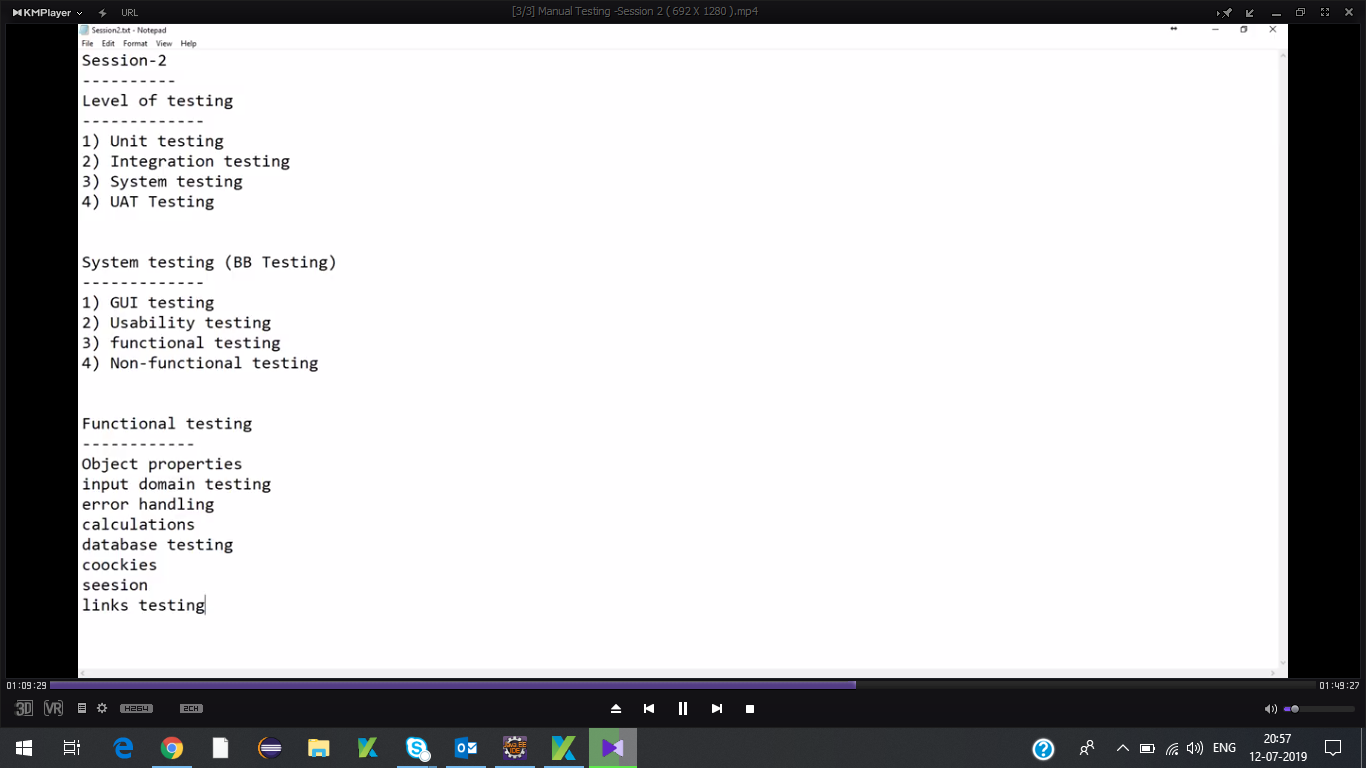 KMPlayer
URL
[3/3] Manual Testing -Session 2 ( 692 X 1280 ).mp4
Session2.txt - Notepad
File Edit Format View Help
Session-2
----------
Level of testing
-------------
1) Unit testing
2) Integration testing
3) System testing
4) UAT Testing
System testing (BB Testing)
-------------
1) GUI testing
2) Usability testing
3) functional testing
4) Non-functional testing
Functional testing
------------
Object properties
input domain testing
error handling
calculations
database testing
coockies
seesion
links testing
01:09:29
01:49:27
3D VR H264 2CH
ENG
20:57
12-07-2019